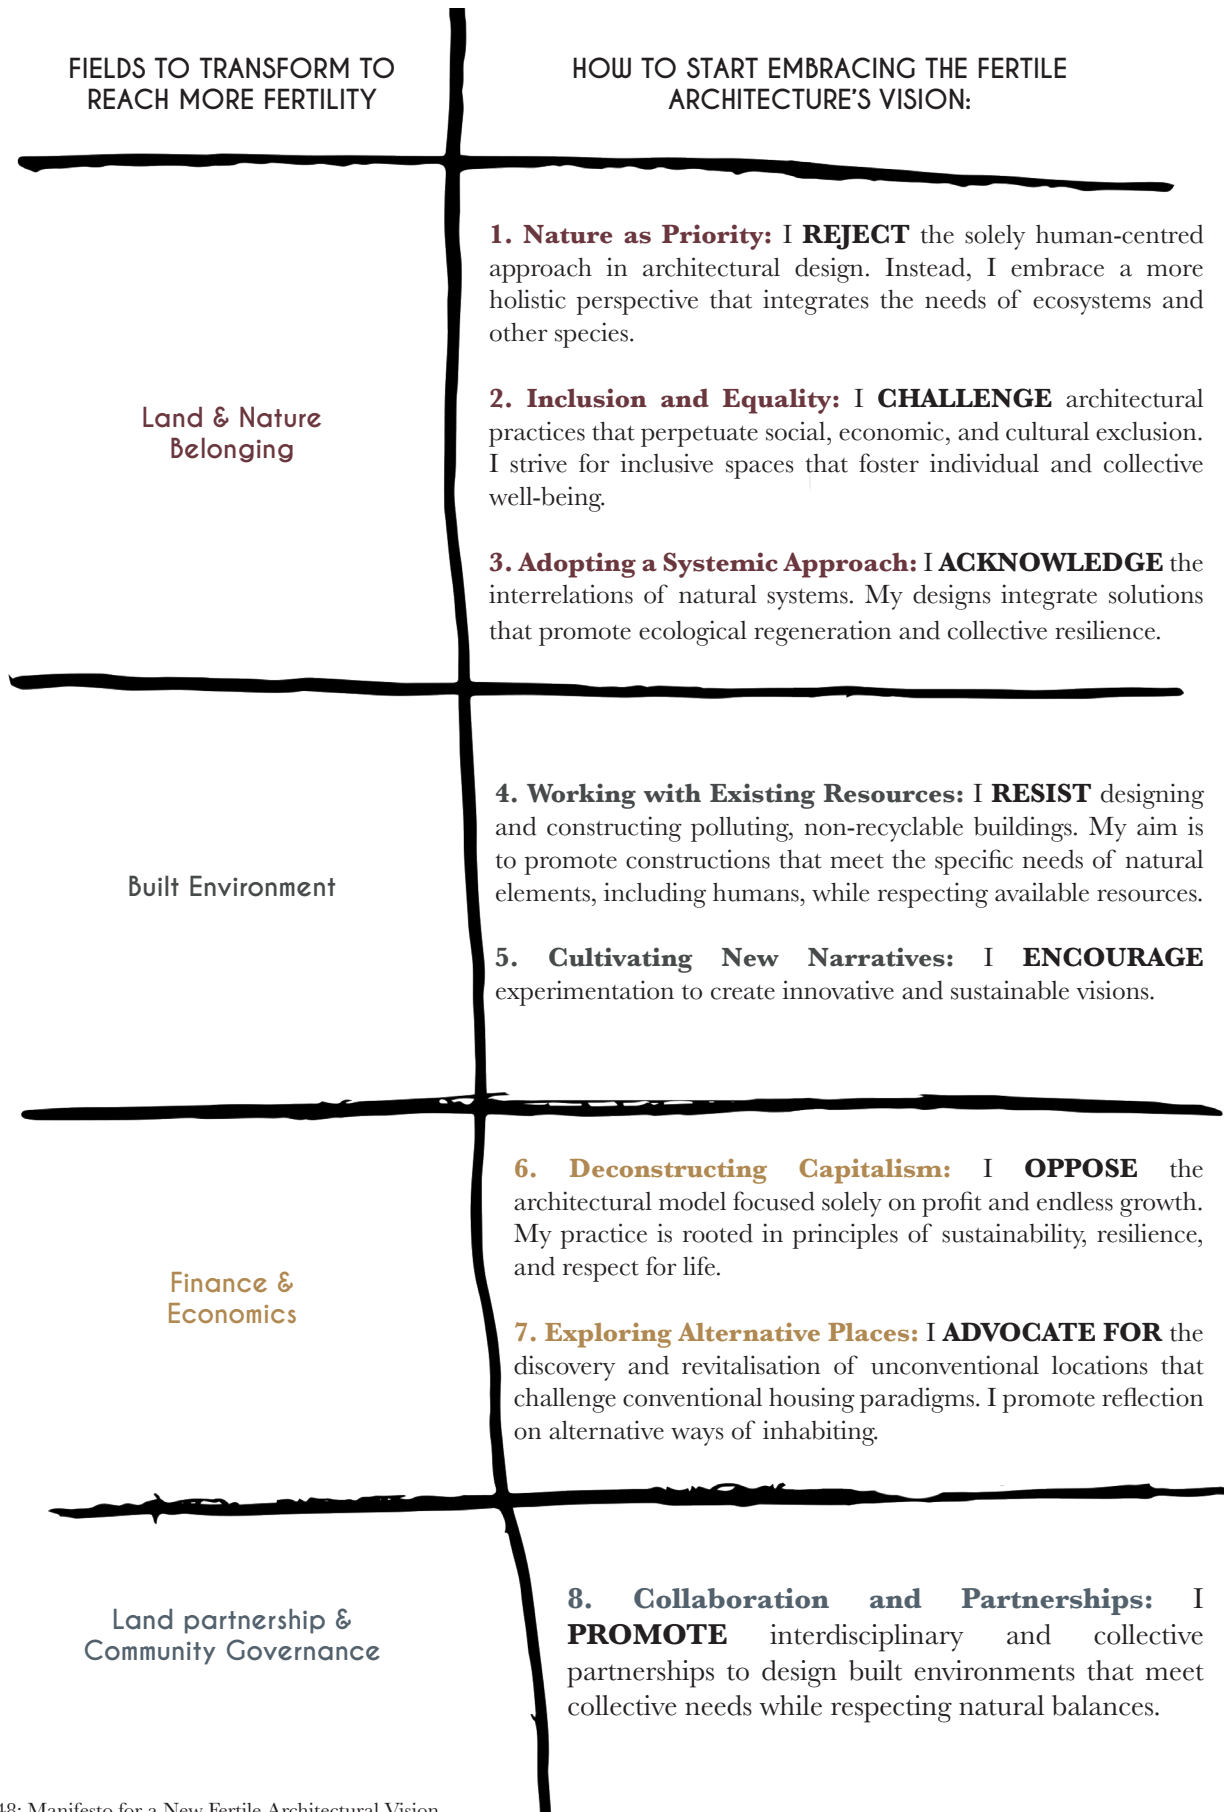 FIELDS TO TRANSFORM TO
REACH MORE FERTILITY
HOW TO START EMBRACING THE FERTILE
ARCHITECTURE'S VISION:
Land & Nature
Belonging
1. Nature as Priority: I REJECT the solely human-centred
approach in architectural design. Instead, I embrace a more
holistic perspective that integrates the needs of ecosystems and
other species.
2. Inclusion and Equality: I CHALLENGE architectural
practices that perpetuate social, economic, and cultural exclusion.
I strive for inclusive spaces that foster individual and collective
well-being.
3. Adopting a Systemic Approach: I ACKNOWLEDGE the
interrelations of natural systems. My designs integrate solutions
that promote ecological regeneration and collective resilience.
Built Environment
4. Working with Existing Resources: I RESIST designing
and constructing polluting, non-recyclable buildings. My aim is
to promote constructions that meet the specific needs of natural
elements, including humans, while respecting available resources.
5. Cultivating New Narratives: I ENCOURAGE
experimentation to create innovative and sustainable visions.
Finance &
Economics
6. Deconstructing Capitalism: I OPPOSE the
architectural model focused solely on profit and endless growth.
My practice is rooted in principles of sustainability, resilience,
and respect for life.
7. Exploring Alternative Places: I ADVOCATE FOR the
discovery and revitalisation of unconventional locations that
challenge conventional housing paradigms. I promote reflection
on alternative ways of inhabiting.
Land partnership &
Community Governance
8. Collaboration and Partnerships: I
PROMOTE interdisciplinary and collective
partnerships to design built environments that meet
collective needs while respecting natural balances.
48: Manifesto for a New Fertile Architectural Vision